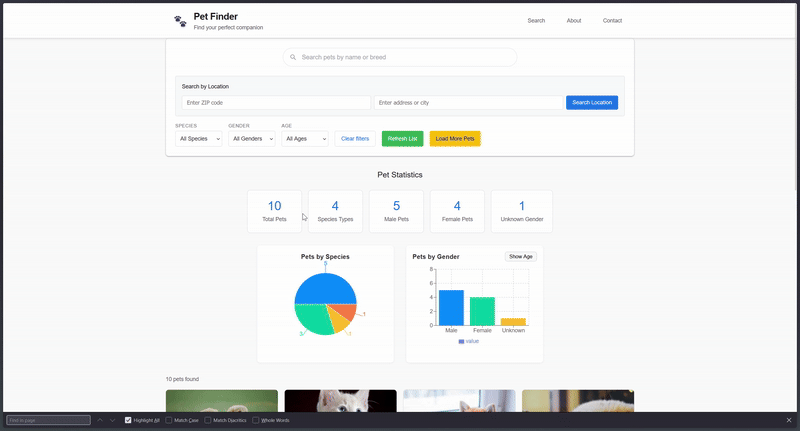 Pet Finder
Find your perfect companion
Search About Contact
Search pets by name or breed
Search by Location
Enter ZIP code Enter address or city Search Location
SPECIES GENDER AGE
All Species All Genders All Ages Clear filters Refresh List Load More Pets
Pet Statistics
10 4 5 4 1
Total Pets Species Types Male Pets Female Pets Unknown Gender
Pets by Species Pets by Gender Show Age
5
3
1
1
8
6
4
2
0
Male Female Unknown
value
10 pets found
Find in page Highlight All Match Case Match Diacritics Whole Words